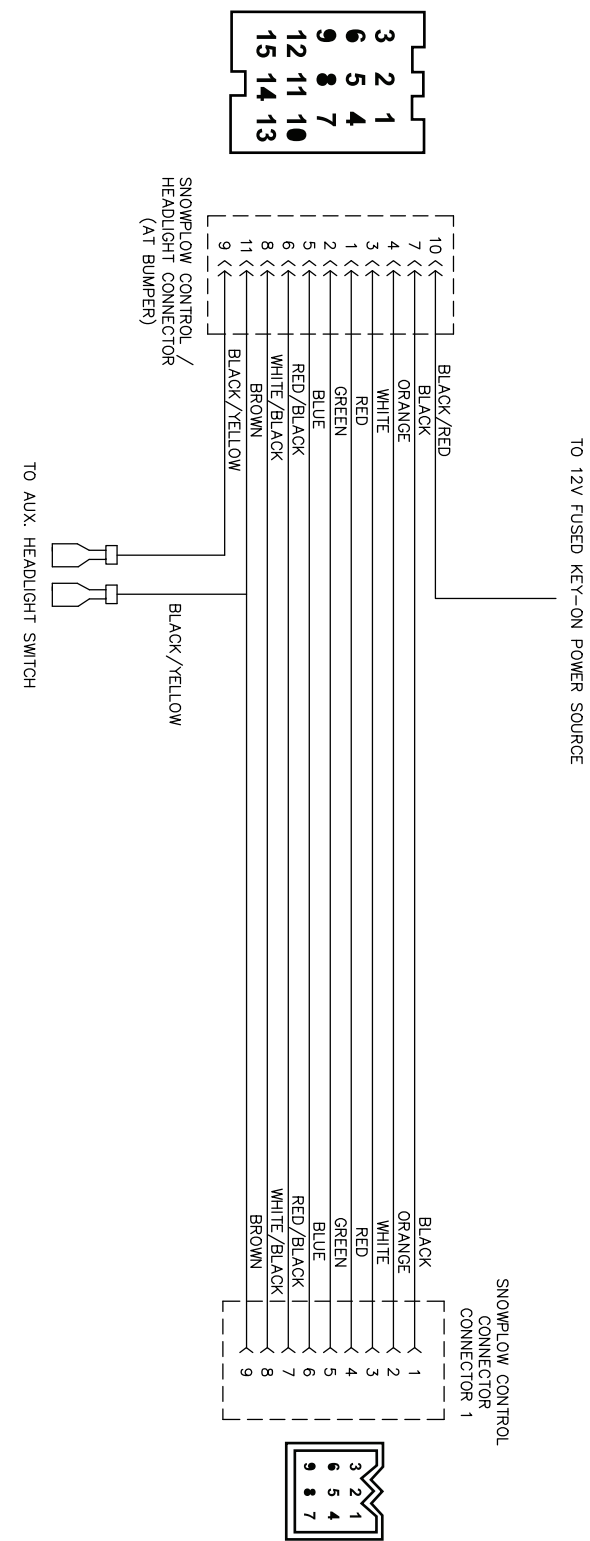 TO 12V FUSED KEY-ON POWER SOURCE
SNOWPLOW CONTROL
CONNECTOR
CONNECTOR 1
3 2 1
6 5 4
9 8 7
12 11 10
15 14 13
10 BLACK/RED
7 BLACK BLACK 1
4 ORANGE ORANGE 2
3 WHITE WHITE 3
1 RED RED 4
2 GREEN GREEN 5
5 BLUE BLUE 6
6 RED/BLACK RED/BLACK 7
8 WHITE/BLACK WHITE/BLACK 8
11 BROWN BROWN 9
9 BLACK/YELLOW
3 2 1
6 5 4
9 8 7
SNOWPLOW CONTROL /
HEADLIGHT CONNECTOR
(AT BUMPER)
BLACK/YELLOW
TO AUX. HEADLIGHT SWITCH